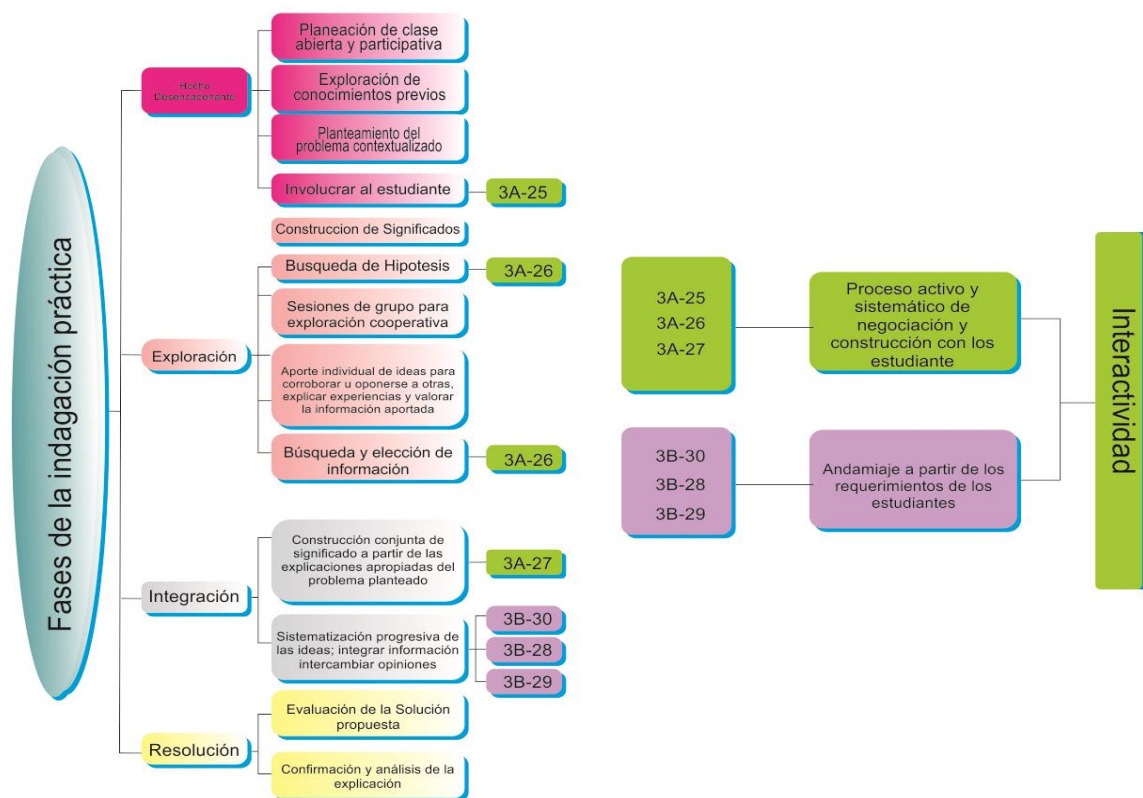 Fases de la indagación práctica
Hecho
Desencadenante
Planeación de clase
abierta y participativa
Exploración de
conocimientos previos
Planteamiento del
problema contextualizado
Involucrar al estudiante
3A-25
Exploración
Construccion de Significados
Busqueda de Hipotesis
3A-26
Sesiones de grupo para
exploración cooperativa
Aporte individual de ideas para
corroborar u oponerse a otras,
explicar experiencias y valorar
la información aportada
Búsqueda y elección de
información
3A-26
Integración
Construcción conjunta de
significado a partir de las
explicaciones apropiadas del
problema planteado
3A-27
Sistematización progresiva de
las ideas; integrar información
intercambiar opiniones
3B-30
3B-28
3B-29
Resolución
Evaluación de la Solución
propuesta
Confirmación y análisis de la
explicación
3A-25
3A-26
3A-27
Proceso activo y
sistemático de
negociación y
construcción con los
estudiante
3B-30
3B-28
3B-29
Andamiaje a partir de los
requerimientos de los
estudiantes
Interactividad